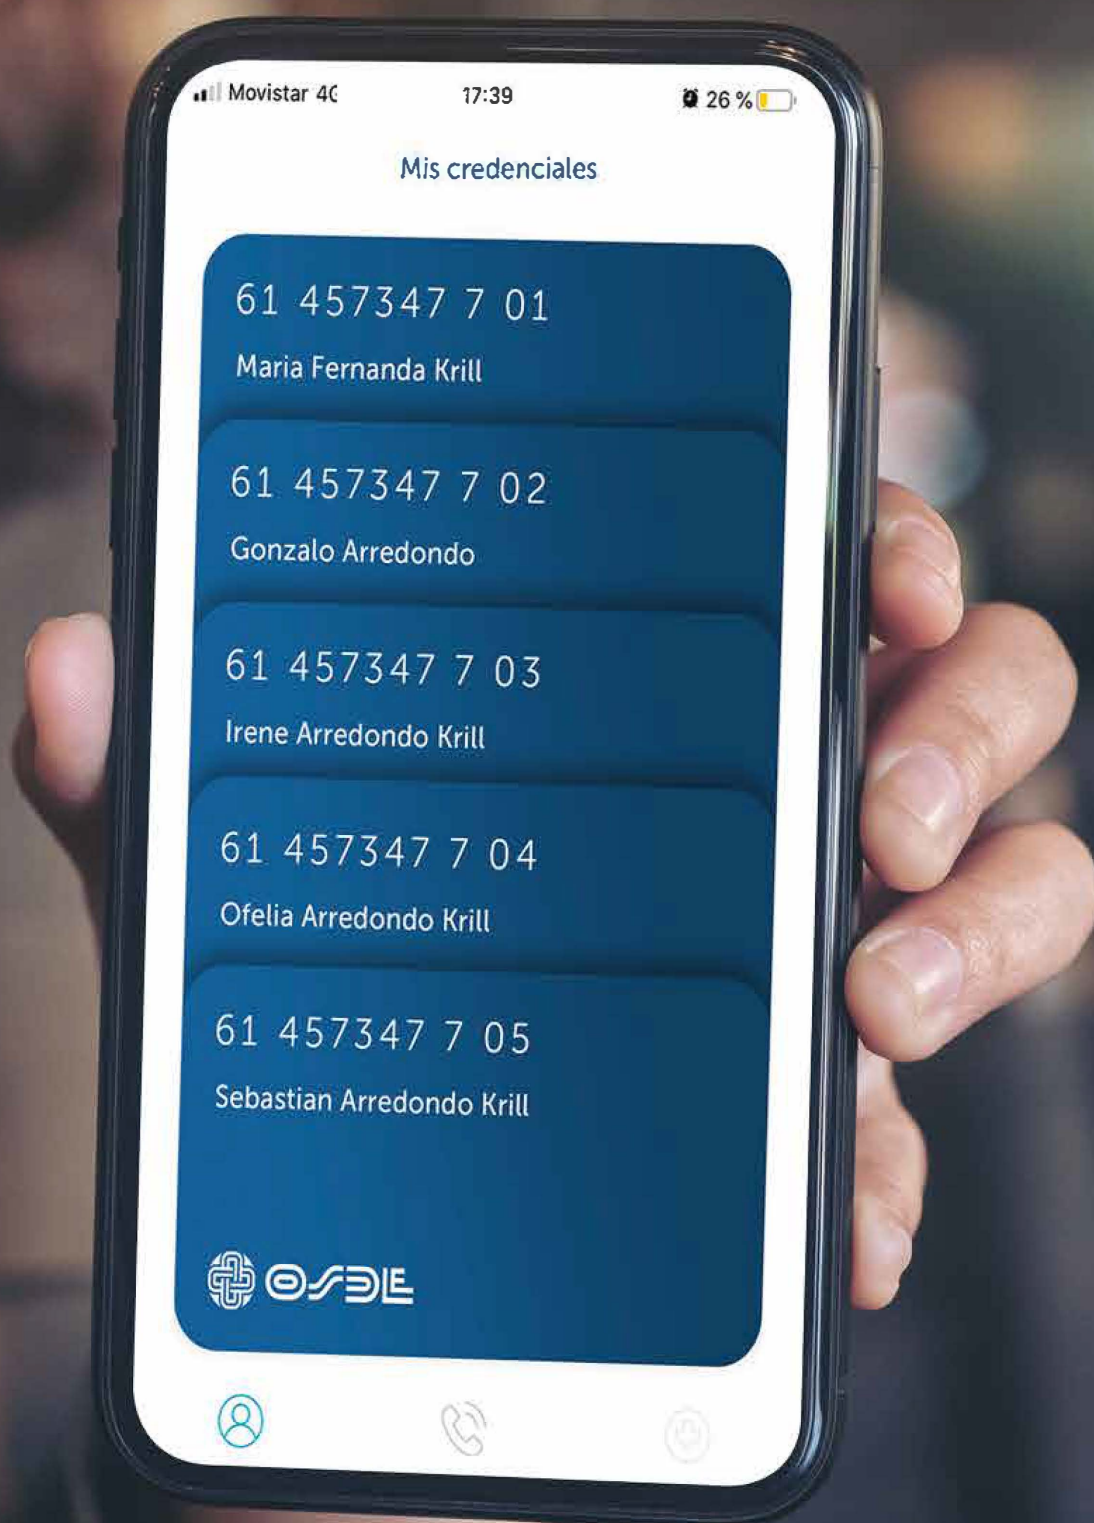 Movistar 4G
17:39
26 %
Mis credenciales
61 457347 7 01
Maria Fernanda Krill
61 457347 7 02
Gonzalo Arredondo
61 457347 7 03
Irene Arredondo Krill
61 457347 7 04
Ofelia Arredondo Krill
61 457347 7 05
Sebastian Arredondo Krill
OSDE